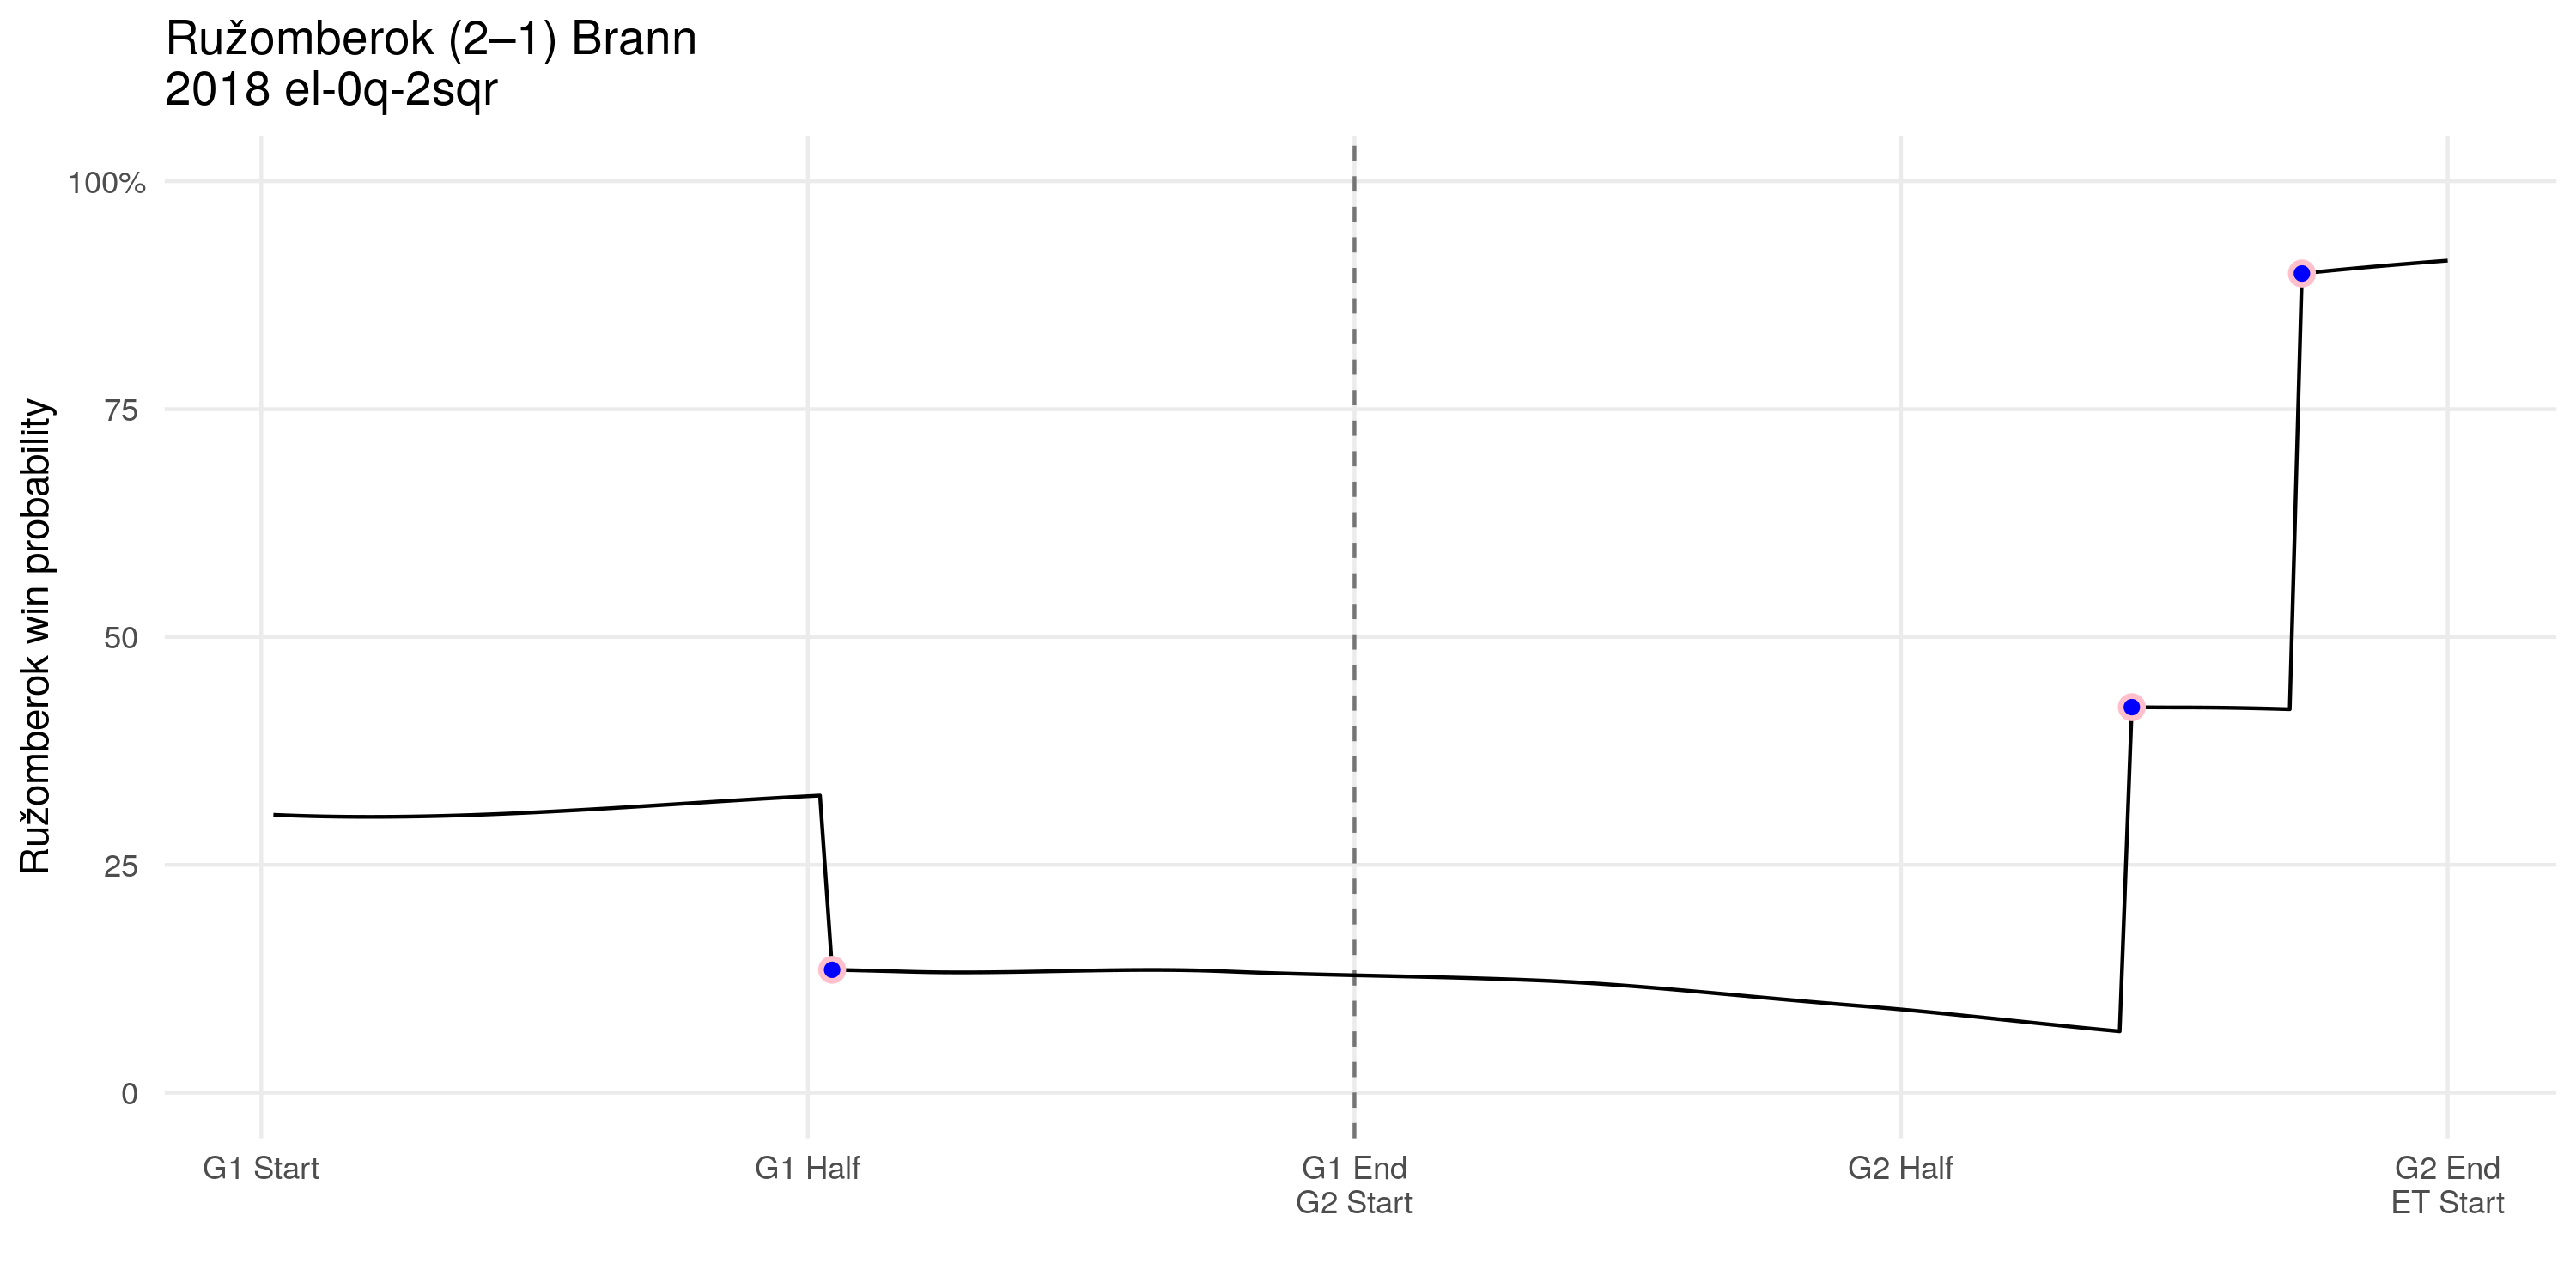 Ružomberok (2–1) Brann
2018 el-0q-2sqr
Ružomberok win probability
100%
75
50
25
0
G1 Start
G1 Half
G1 End
G2 Start
G2 Half
G2 End
ET Start